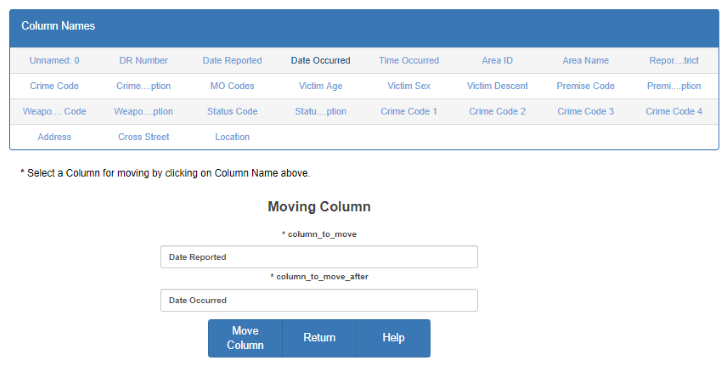 Column Names
Unnamed: 0 DR Number Date Reported Date Occurred Time Occurred Area ID Area Name Repor....trict
Crime Code Crime....ption MO Codes Victim Age Victim Sex Victim Descent Premise Code Premi...ption
Weapo.... Code Weapo...ption Status Code Statu....ption Crime Code 1 Crime Code 2 Crime Code 3 Crime Code 4
Address Cross Street Location
* Select a Column for moving by clicking on Column Name above.
Moving Column
* column_to_move
Date Reported
* column_to_move_after
Date Occurred
Move Column Return Help